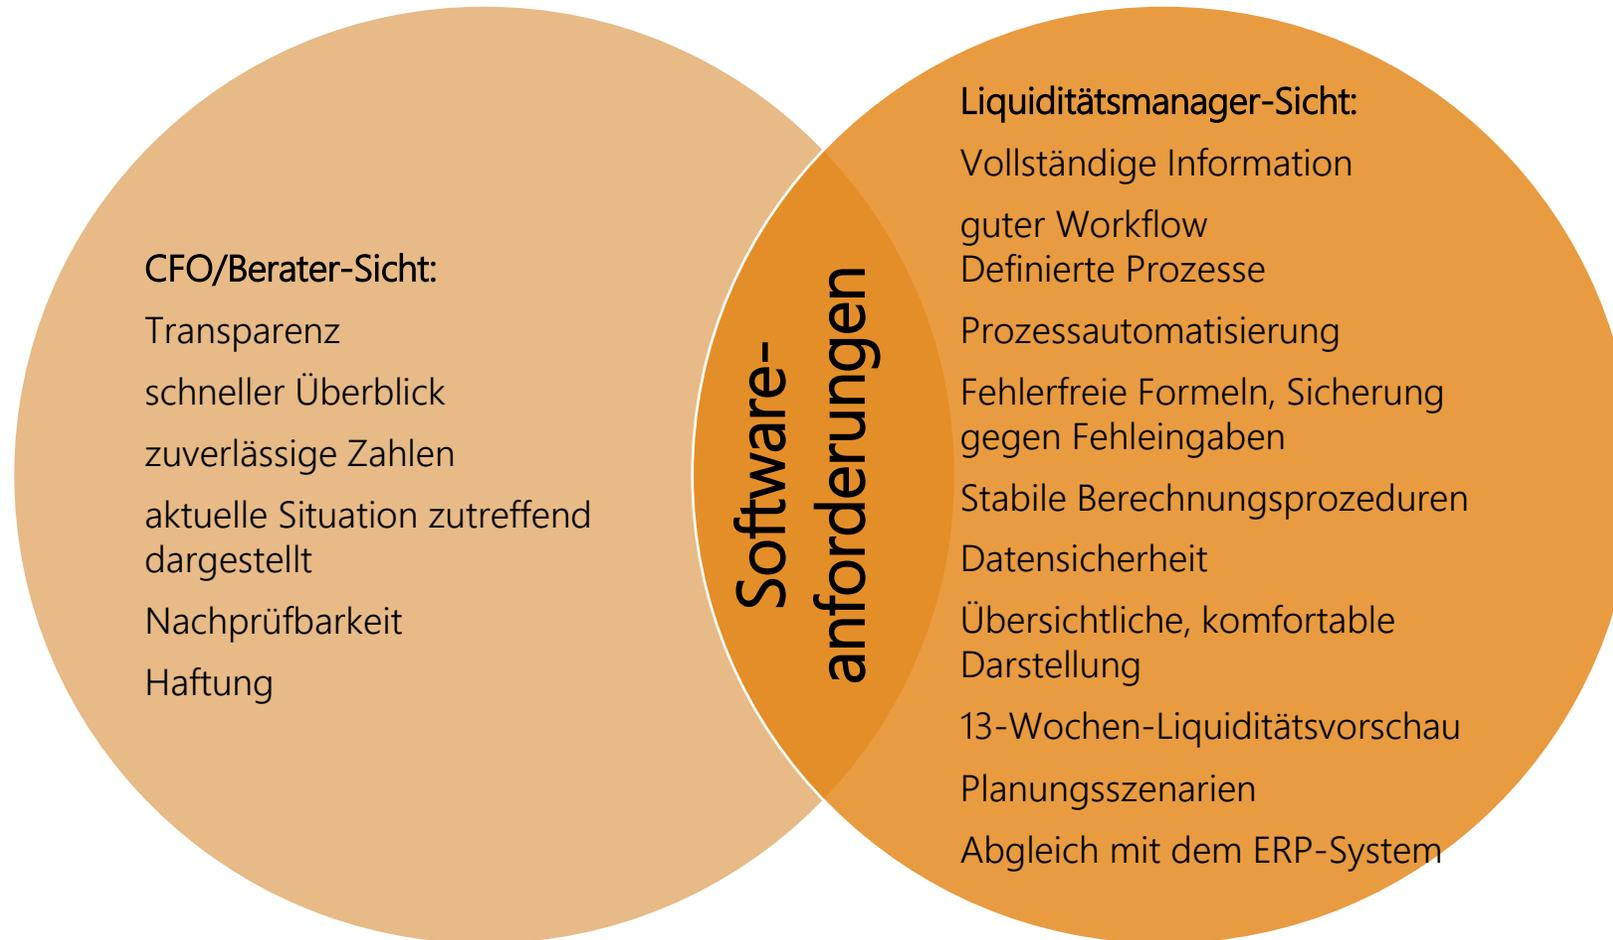 CFO/Berater-Sicht:
Transparenz
schneller Überblick
zuverlässige Zahlen
aktuelle Situation zutreffend
dargestellt
Nachprüfbarkeit
Haftung
Software-
anforderungen
Liquiditätsmanager-Sicht:
Vollständige Information
guter Workflow
Definierte Prozesse
Prozessautomatisierung
Fehlerfreie Formeln, Sicherung
gegen Fehleingaben
Stabile Berechnungsprozeduren
Datensicherheit
Übersichtliche, komfortable
Darstellung
13-Wochen-Liquiditätsvorschau
Planungsszenarien
Abgleich mit dem ERP-System